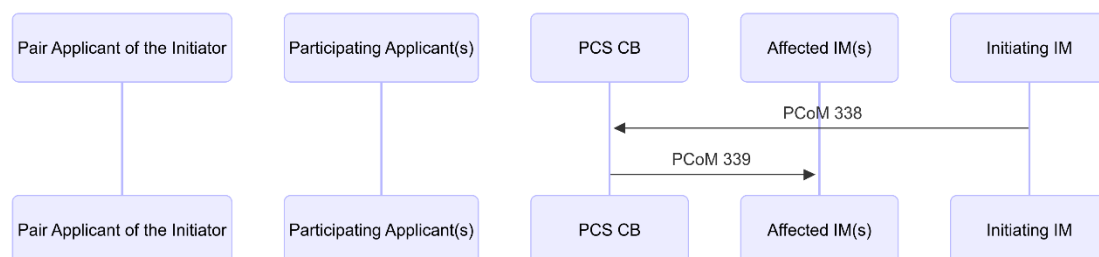 Pair Applicant of the Initiator
Participating Applicant(s)
PCS CB
Affected IM(s)
Initiating IM
PCoM 338
PCoM 339
Pair Applicant of the Initiator
Participating Applicant(s)
PCS CB
Affected IM(s)
Initiating IM